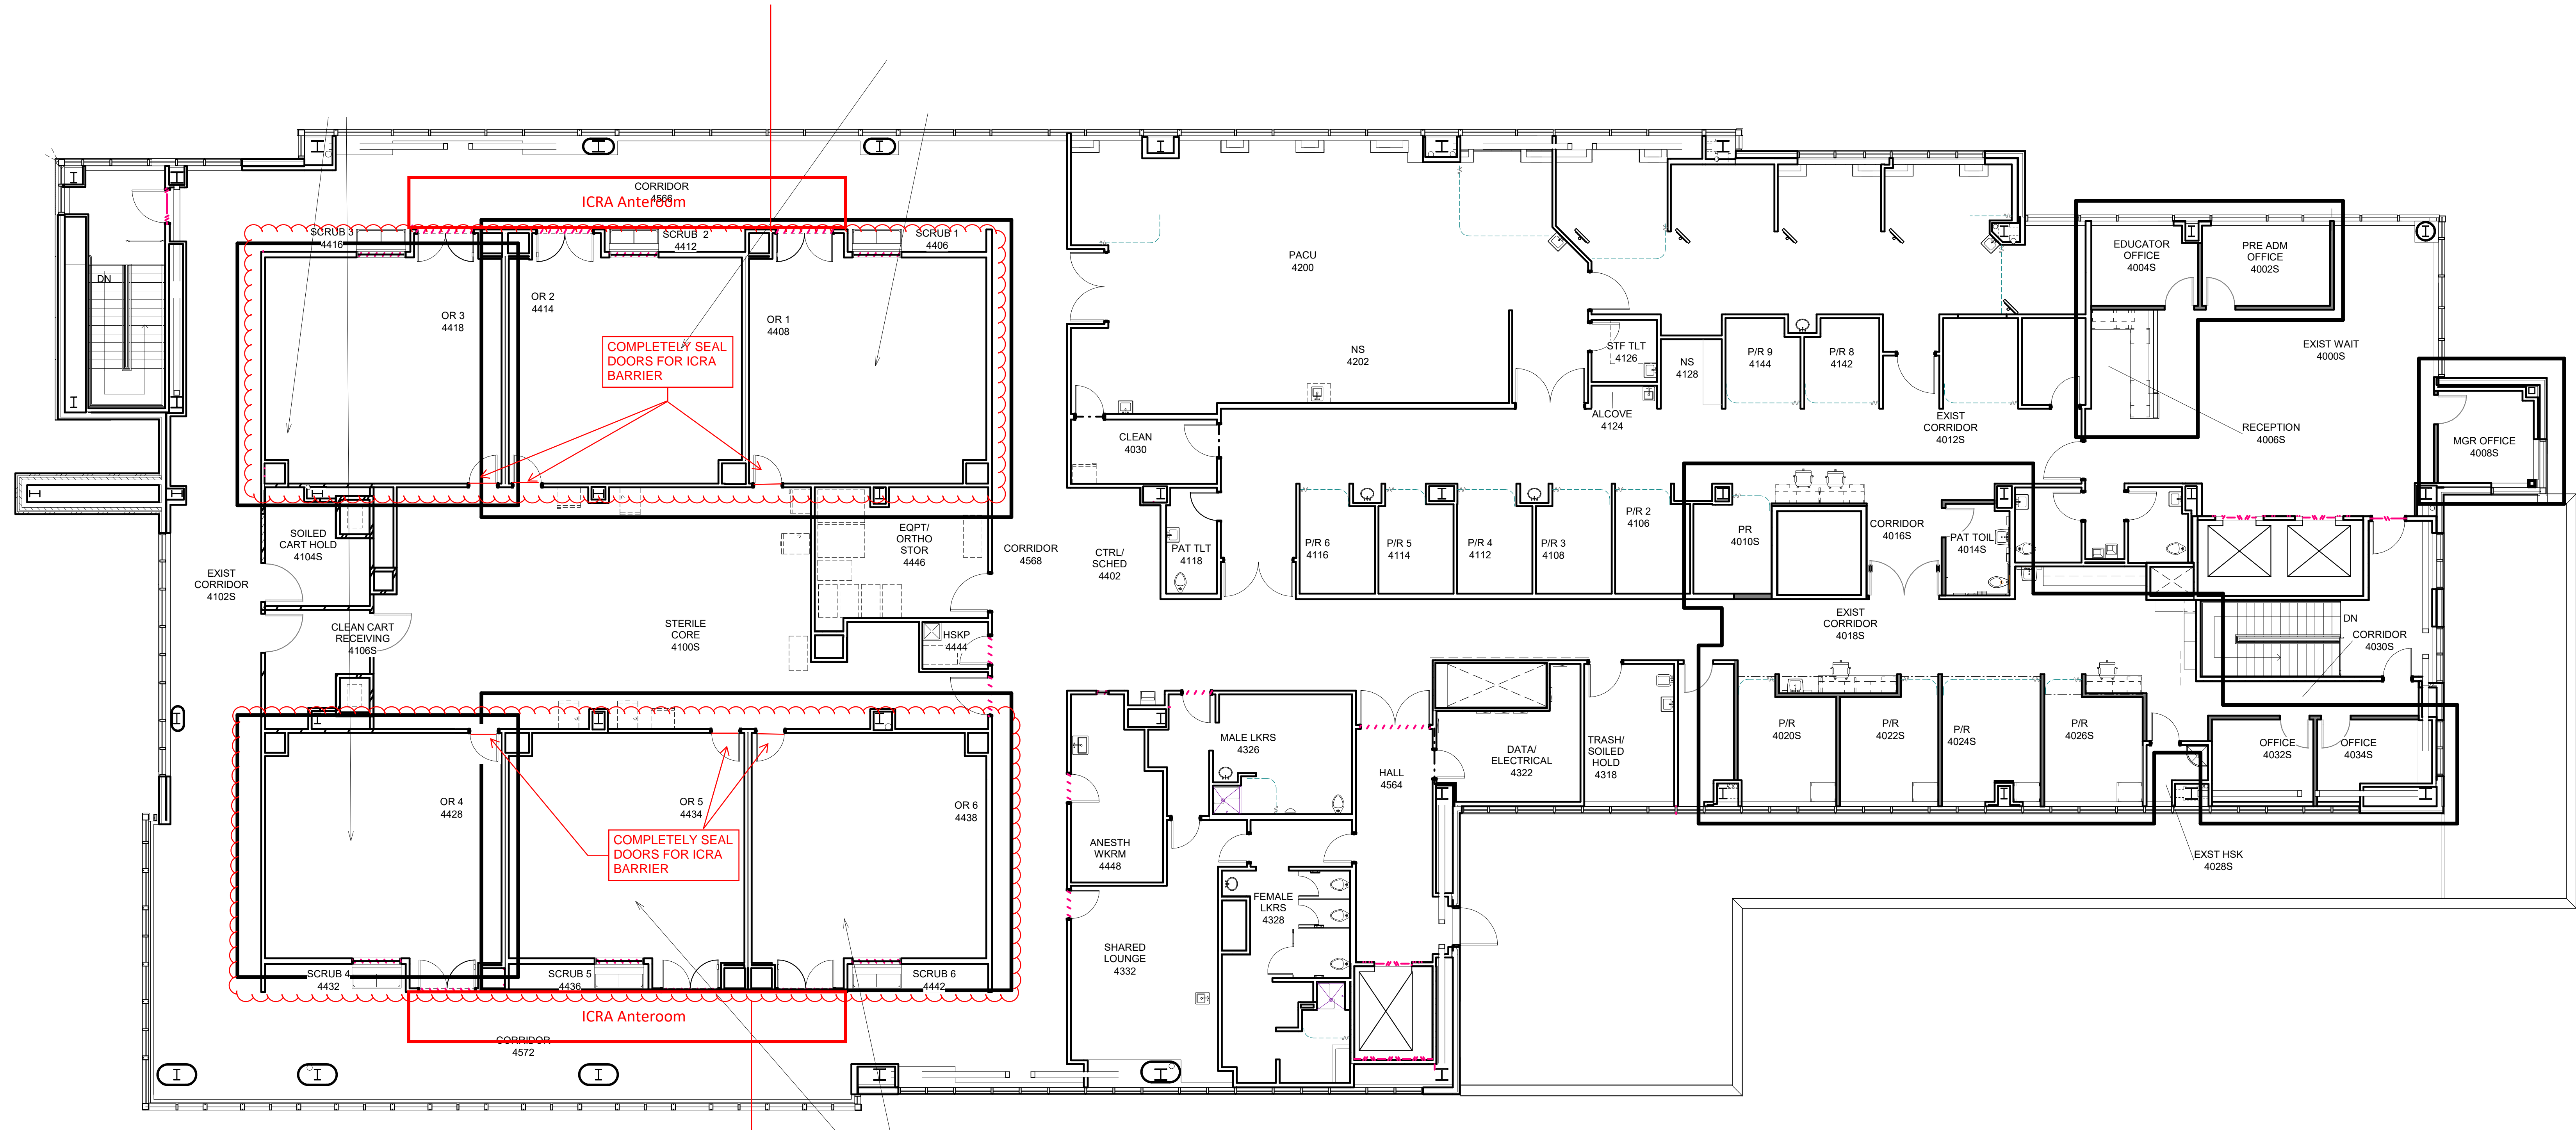 CORRIDOR
4566
ICRA Anteroom
SCRUB 3
4416
SCRUB 2
4412
SCRUB 1
4406
DN
OR 3
4418
OR 2
4414
OR 1
4408
COMPLETELY SEAL
DOORS FOR ICRA
BARRIER
PACU
4200
NS
4202
STF TLT
4126
NS
4128
P/R 9
4144
P/R 8
4142
ALCOVE
4124
EDUCATOR
OFFICE
4004S
PRE ADM
OFFICE
4002S
EXIST WAIT
4000S
RECEPTION
4006S
MGR OFFICE
4008S
EXIST
CORRIDOR
4012S
CLEAN
4030
SOILED
CART HOLD
4104S
EXIST
CORRIDOR
4102S
CLEAN CART
RECEIVING
4106S
STERILE
CORE
4100S
EQPT/
ORTHO
STOR
4446
HSKP
4444
CORRIDOR
4568
CTRL/
SCHED
4402
PAT TLT
4118
P/R 6
4116
P/R 5
4114
P/R 4
4112
P/R 3
4108
P/R 2
4106
PR
4010S
CORRIDOR
4016S
PAT TOIL
4014S
EXIST
CORRIDOR
4018S
DN
CORRIDOR
4030S
OR 4
4428
OR 5
4434
OR 6
4438
COMPLETELY SEAL
DOORS FOR ICRA
BARRIER
MALE LKRS
4326
ANESTH
WKRM
4448
HALL
4564
DATA/
ELECTRICAL
4322
TRASH/
SOILED
HOLD
4318
P/R
4020S
P/R
4022S
P/R
4024S
P/R
4026S
OFFICE
4032S
OFFICE
4034S
EXST HSK
4028S
FEMALE
LKRS
4328
SHARED
LOUNGE
4332
SCRUB 4
4432
SCRUB 5
4436
SCRUB 6
4442
ICRA Anteroom
CORRIDOR
4572